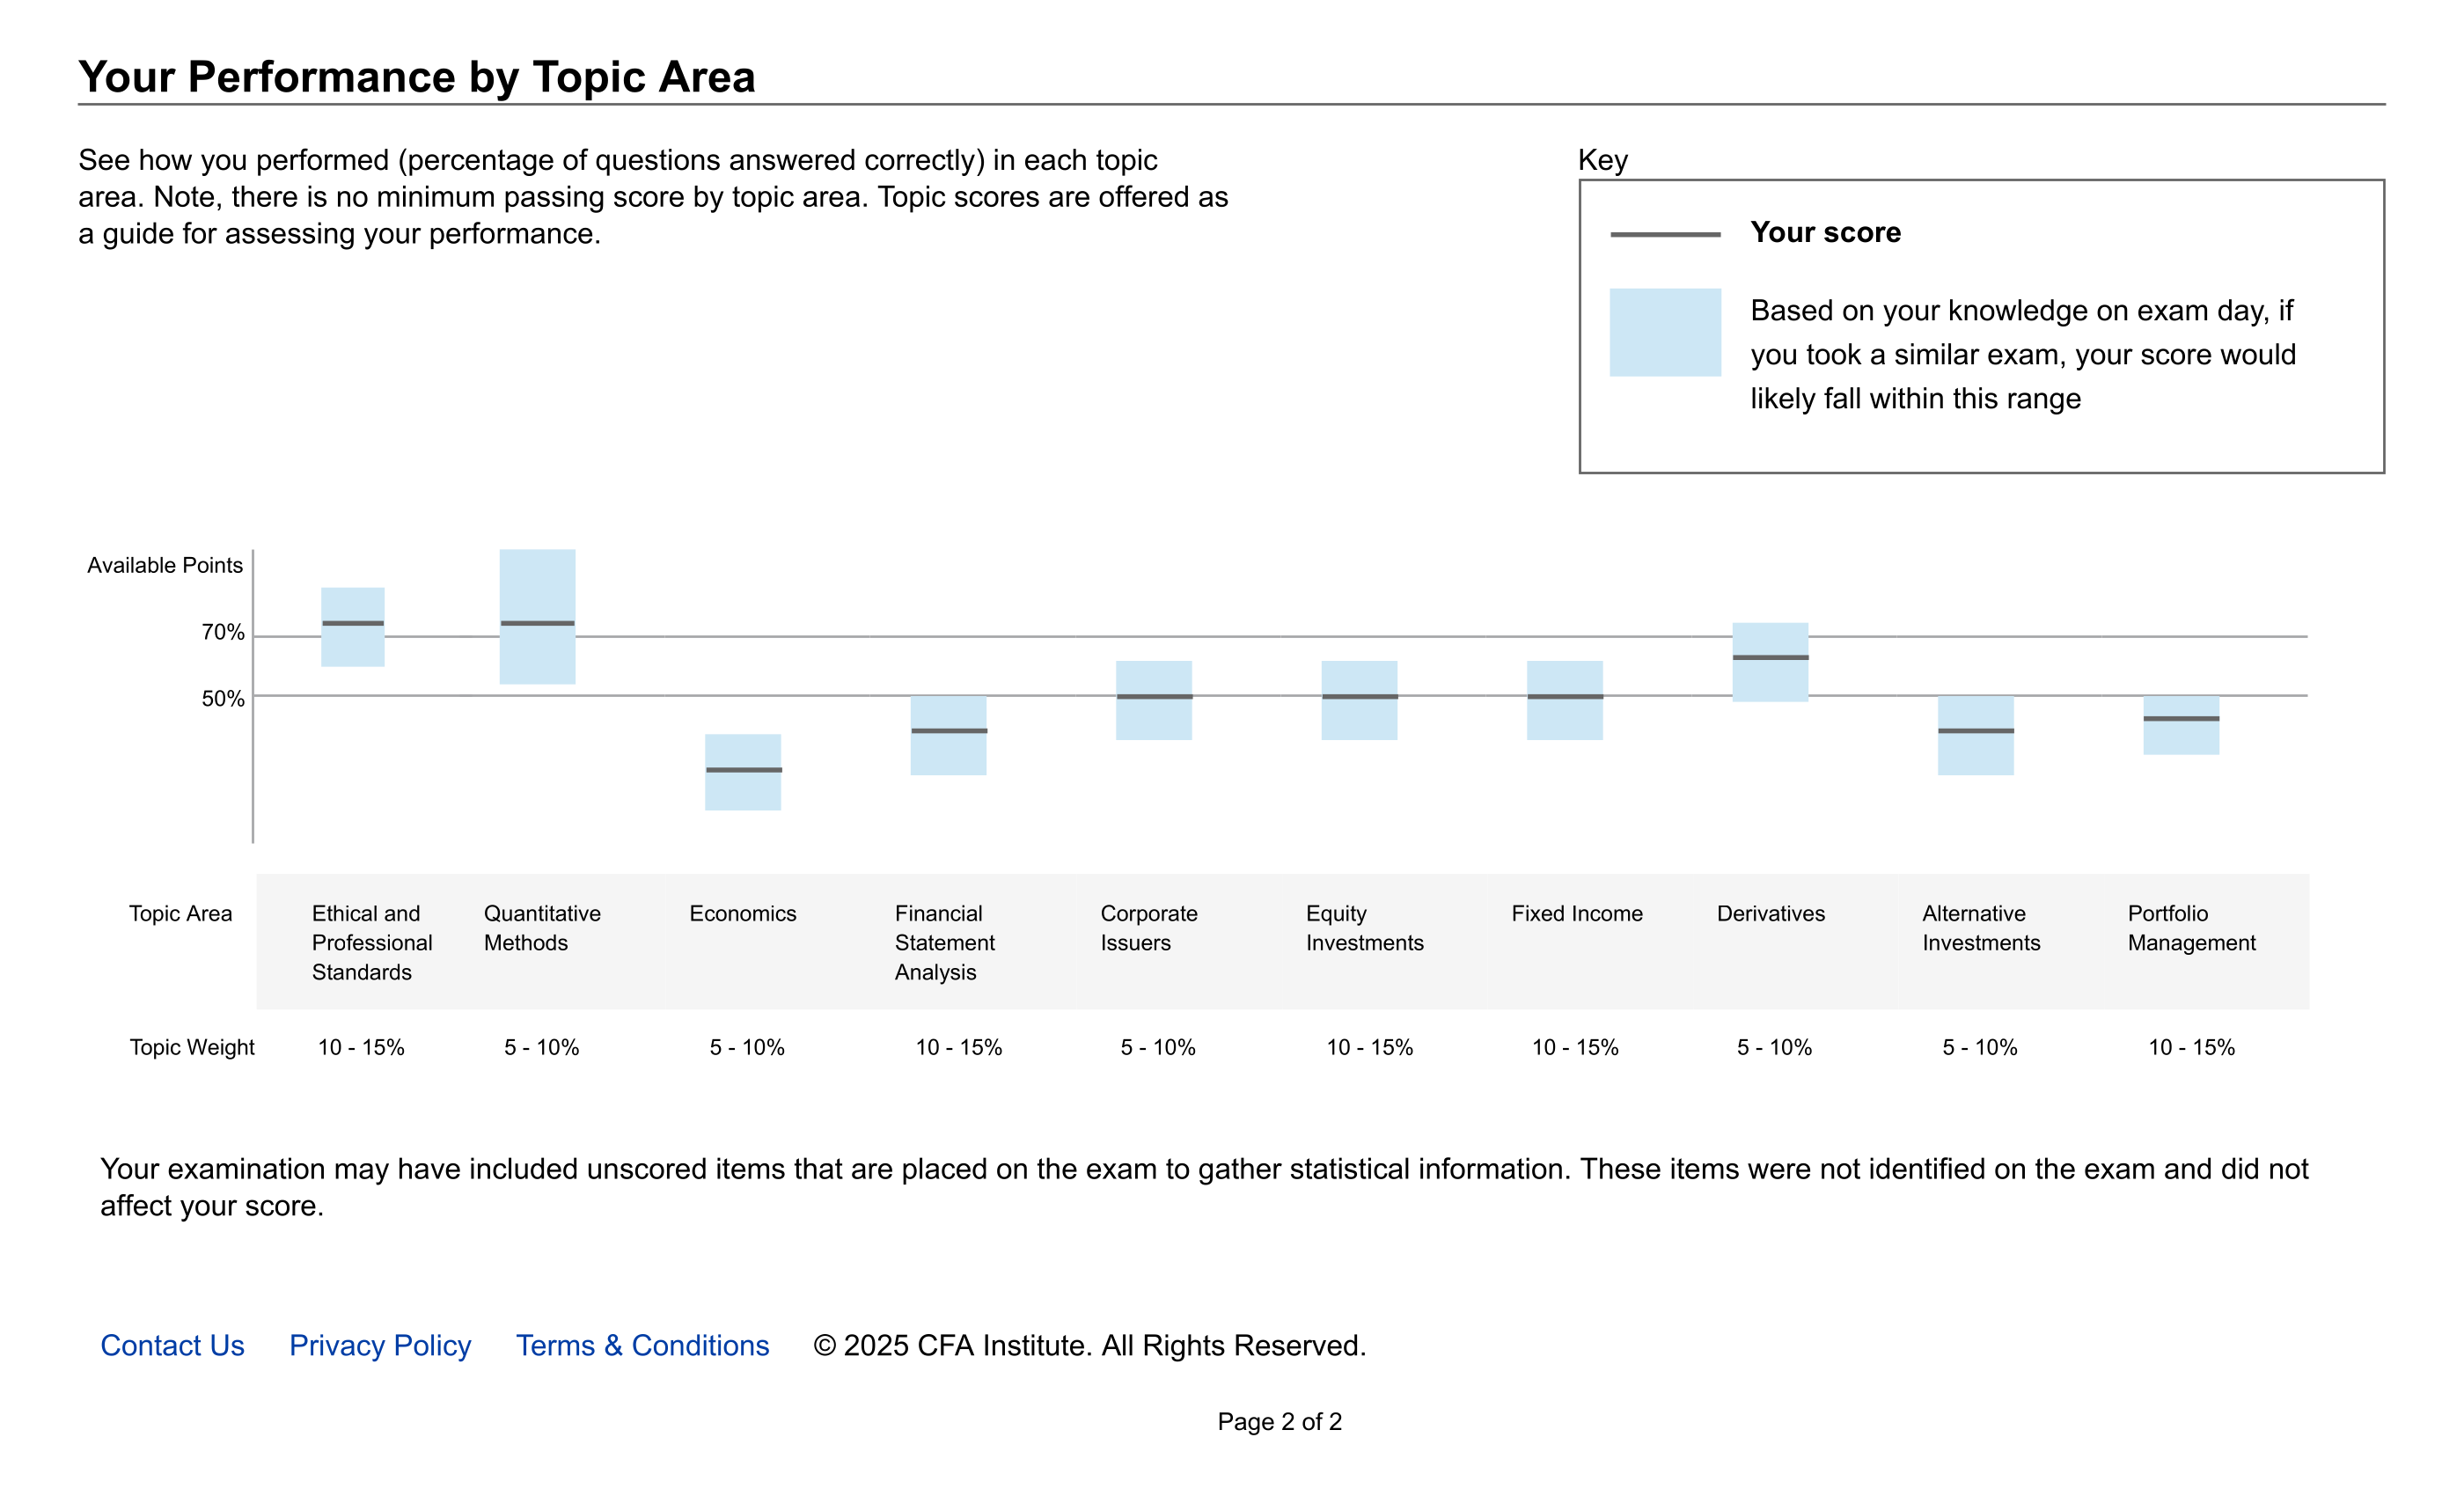 Your Performance by Topic Area
See how you performed (percentage of questions answered correctly) in each topic
area. Note, there is no minimum passing score by topic area. Topic scores are offered as
a guide for assessing your performance.
Key
Your score
Based on your knowledge on exam day, if
you took a similar exam, your score would
likely fall within this range
Available Points
70%
50%
Topic Area
Ethical and
Professional
Standards
Quantitative
Methods
Economics
Financial
Statement
Analysis
Corporate
Issuers
Equity
Investments
Fixed Income
Derivatives
Alternative
Investments
Portfolio
Management
Topic Weight
10 - 15%
5 - 10%
5 - 10%
10 - 15%
5 - 10%
10 - 15%
10 - 15%
5 - 10%
5 - 10%
10 - 15%
Your examination may have included unscored items that are placed on the exam to gather statistical information. These items were not identified on the exam and did not
affect your score.
Contact Us Privacy Policy Terms & Conditions © 2025 CFA Institute. All Rights Reserved.
Page 2 of 2